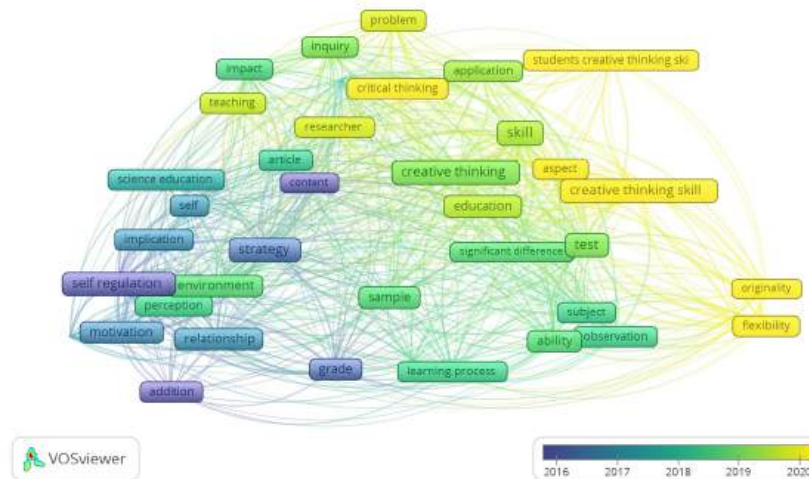 problem
inquiry
students creative thinking ski
impact
application
critical thinking
teaching
researcher
skill
article
creative thinking
aspect
science education
content
creative thinking skill
self
education
implication
strategy
significant difference
test
self regulation
environment
originality
sample
perception
subject
flexibility
motivation
relationship
ability
observation
grade
learning process
addition
VOSviewer
2016 2017 2018 2019 2020